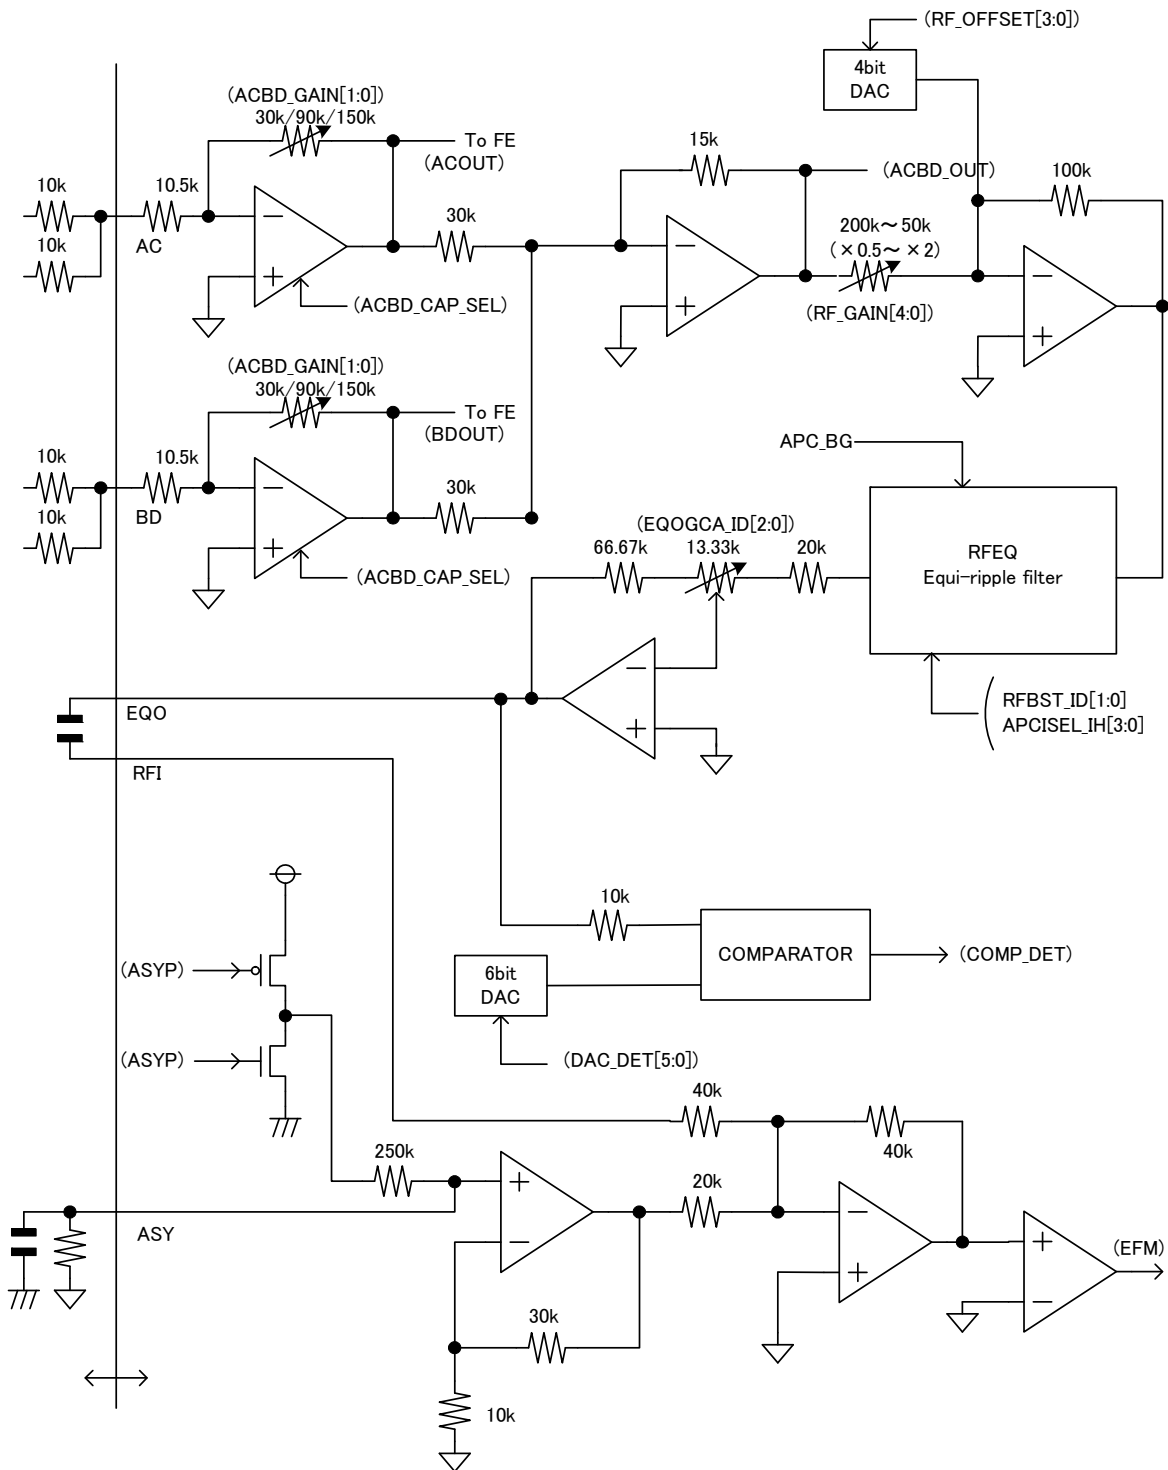 (RF_OFFSET[3:0])
4bit
DAC
(ACBD_GAIN[1:0])
30k/90k/150k
To FE
(ACOUT)
15k
(ACBD_OUT)
100k
10k
10.5k
10k
AC
30k
200k～50k
(×0.5～×2)
(RF_GAIN[4:0])
(ACBD_CAP_SEL)
(ACBD_GAIN[1:0])
30k/90k/150k
To FE
(BDOUT)
APC_BG
10k
10.5k
10k
BD
30k
(EQOGCA_ID[2:0])
66.67k
13.33k
20k
RFEQ
Equi-ripple filter
(ACBD_CAP_SEL)
EQO
RFBST_ID[1:0]
APCISEL_IH[3:0]
RFI
10k
COMPARATOR
(COMP_DET)
(ASYP)
6bit
DAC
(ASYP)
(DAC_DET[5:0])
40k
40k
250k
20k
ASY
(EFM)
30k
10k